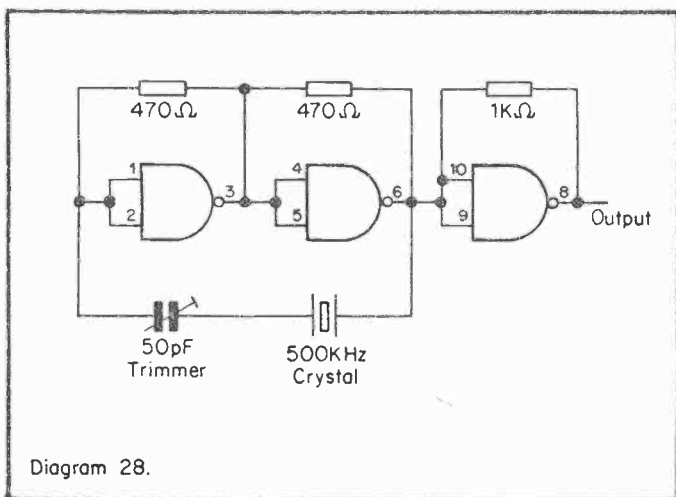 470Ω
470Ω
1KΩ
1
2
3
4
5
6
10
9
8
Output
50pF
Trimmer
500KHz
Crystal
Diagram 28.